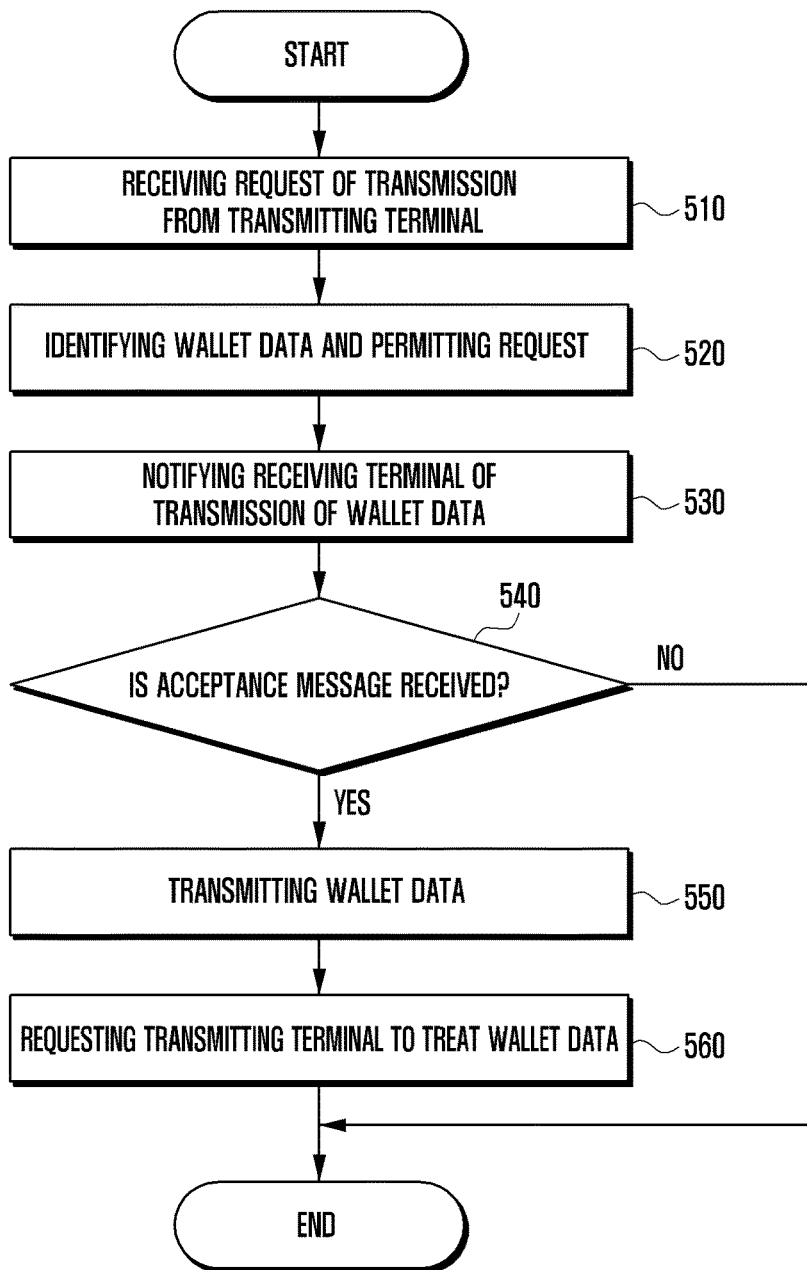 START
RECEIVING REQUEST OF TRANSMISSION
FROM TRANSMITTING TERMINAL
510
IDENTIFYING WALLET DATA AND PERMITTING REQUEST
520
NOTIFYING RECEIVING TERMINAL OF
TRANSMISSION OF WALLET DATA
530
540
IS ACCEPTANCE MESSAGE RECEIVED?
NO
YES
TRANSMITTING WALLET DATA
550
REQUESTING TRANSMITTING TERMINAL TO TREAT WALLET DATA
560
END